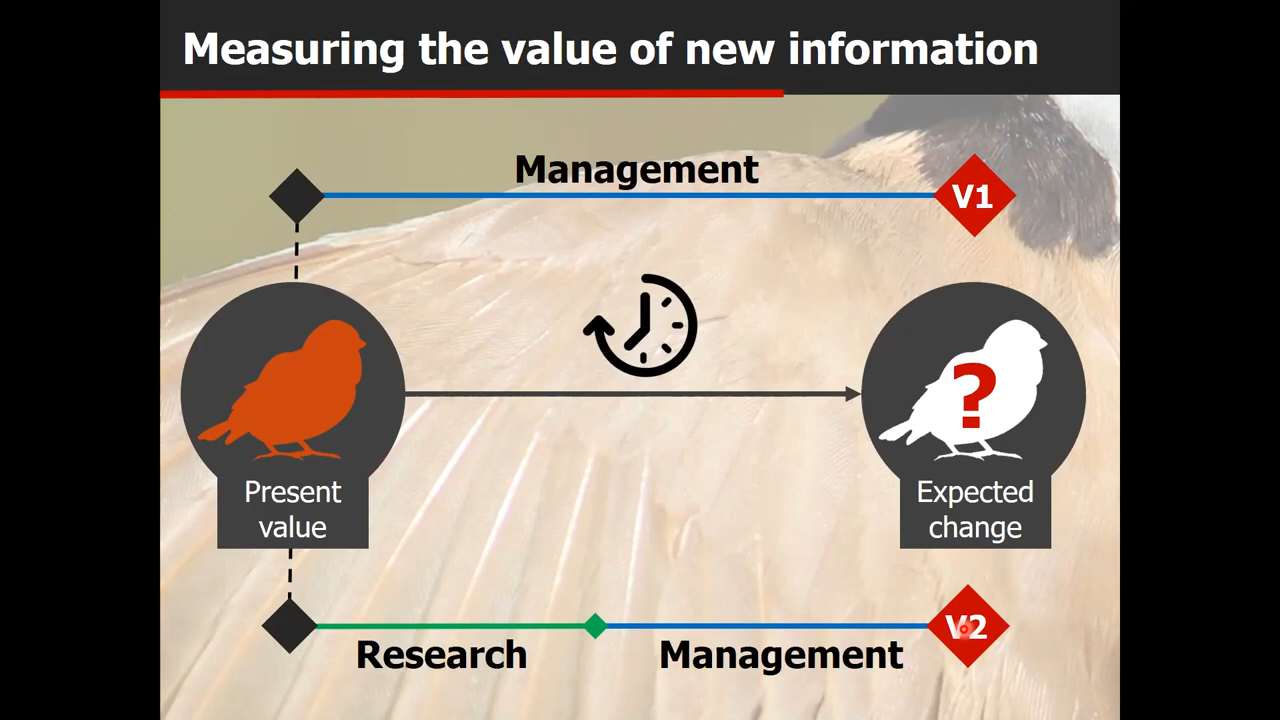 Measuring the value of new information
Management
V1
?
Present
value
Expected
change
V2
Research
Management